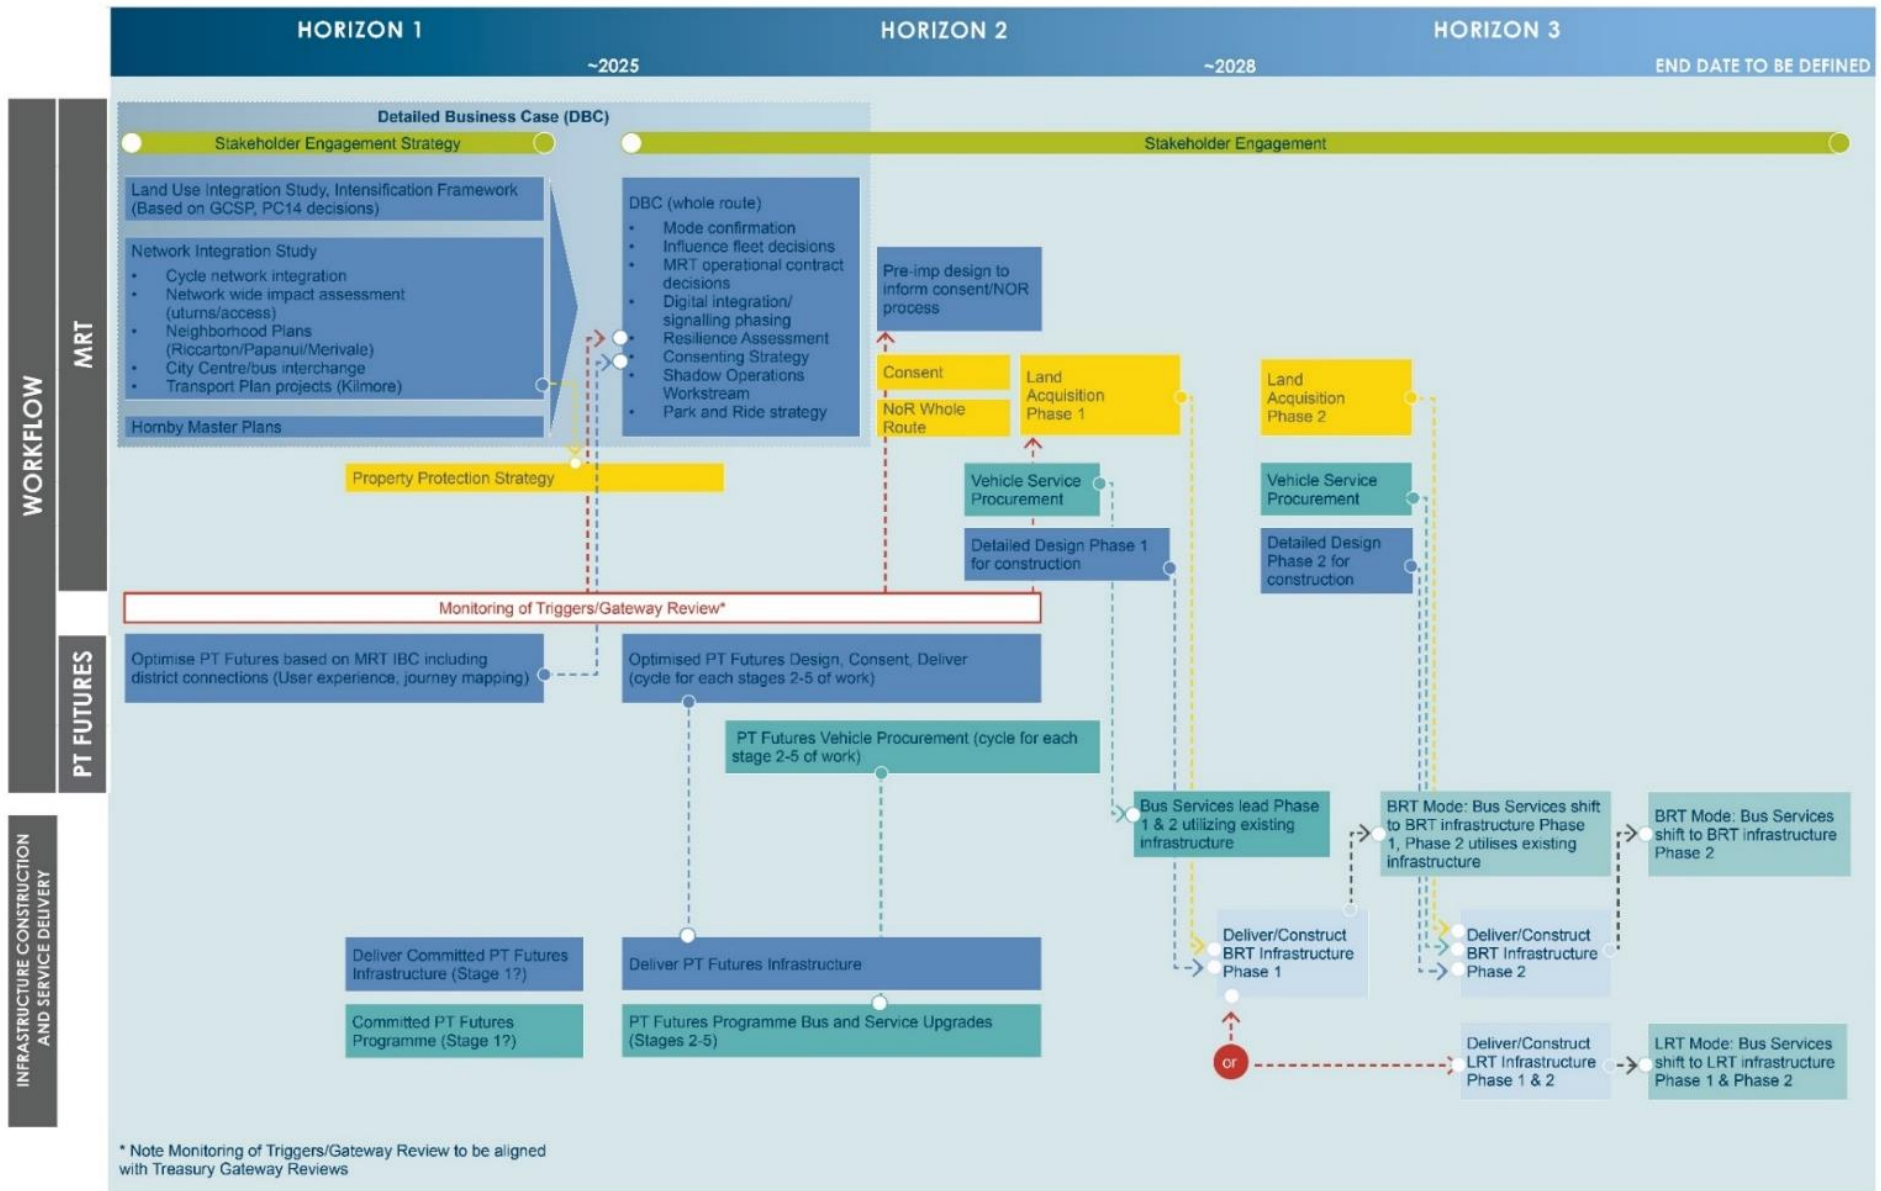 HORIZON 1
HORIZON 2
HORIZON 3
~2025
~2028
END DATE TO BE DEFINED
WORKFLOW
MRT
PT FUTURES
INFRASTRUCTURE CONSTRUCTION
AND SERVICE DELIVERY
Detailed Business Case (DBC)
Stakeholder Engagement Strategy
Stakeholder Engagement
Land Use Integration Study, Intensification Framework
(Based on GCSP, PC14 decisions)
Network Integration Study
• Cycle network integration
• Network wide impact assessment
(uturns/access)
• Neighborhood Plans
(Riccarton/Papanui/Merivale)
• City Centre/bus interchange
• Transport Plan projects (Kilmore)
Hornby Master Plans
Property Protection Strategy
DBC (whole route)
• Mode confirmation
• Influence fleet decisions
• MRT operational contract
decisions
• Digital integration/
signalling phasing
• Resilience Assessment
• Consenting Strategy
• Shadow Operations
Workstream
• Park and Ride strategy
Pre-imp design to
inform consent/NOR
process
Consent
NoR Whole
Route
Land
Acquisition
Phase 1
Vehicle Service
Procurement
Detailed Design Phase 1
for construction
Land
Acquisition
Phase 2
Vehicle Service
Procurement
Detailed Design
Phase 2 for
construction
Monitoring of Triggers/Gateway Review*
Optimise PT Futures based on MRT IBC including
district connections (User experience, journey mapping)
Optimised PT Futures Design, Consent, Deliver
(cycle for each stages 2-5 of work)
PT Futures Vehicle Procurement (cycle for each
stage 2-5 of work)
Bus Services lead Phase
1 & 2 utilizing existing
infrastructure
BRT Mode: Bus Services shift
to BRT infrastructure Phase
1, Phase 2 utilises existing
infrastructure
BRT Mode: Bus Services
shift to BRT infrastructure
Phase 2
Deliver Committed PT Futures
Infrastructure (Stage 1?)
Deliver PT Futures Infrastructure
Deliver/Construct
BRT Infrastructure
Phase 1
Deliver/Construct
BRT Infrastructure
Phase 2
Committed PT Futures
Programme (Stage 1?)
PT Futures Programme Bus and Service Upgrades
(Stages 2-5)
or
Deliver/Construct
LRT Infrastructure
Phase 1 & 2
LRT Mode: Bus Services
shift to LRT infrastructure
Phase 1 & Phase 2
* Note Monitoring of Triggers/Gateway Review to be aligned
with Treasury Gateway Reviews